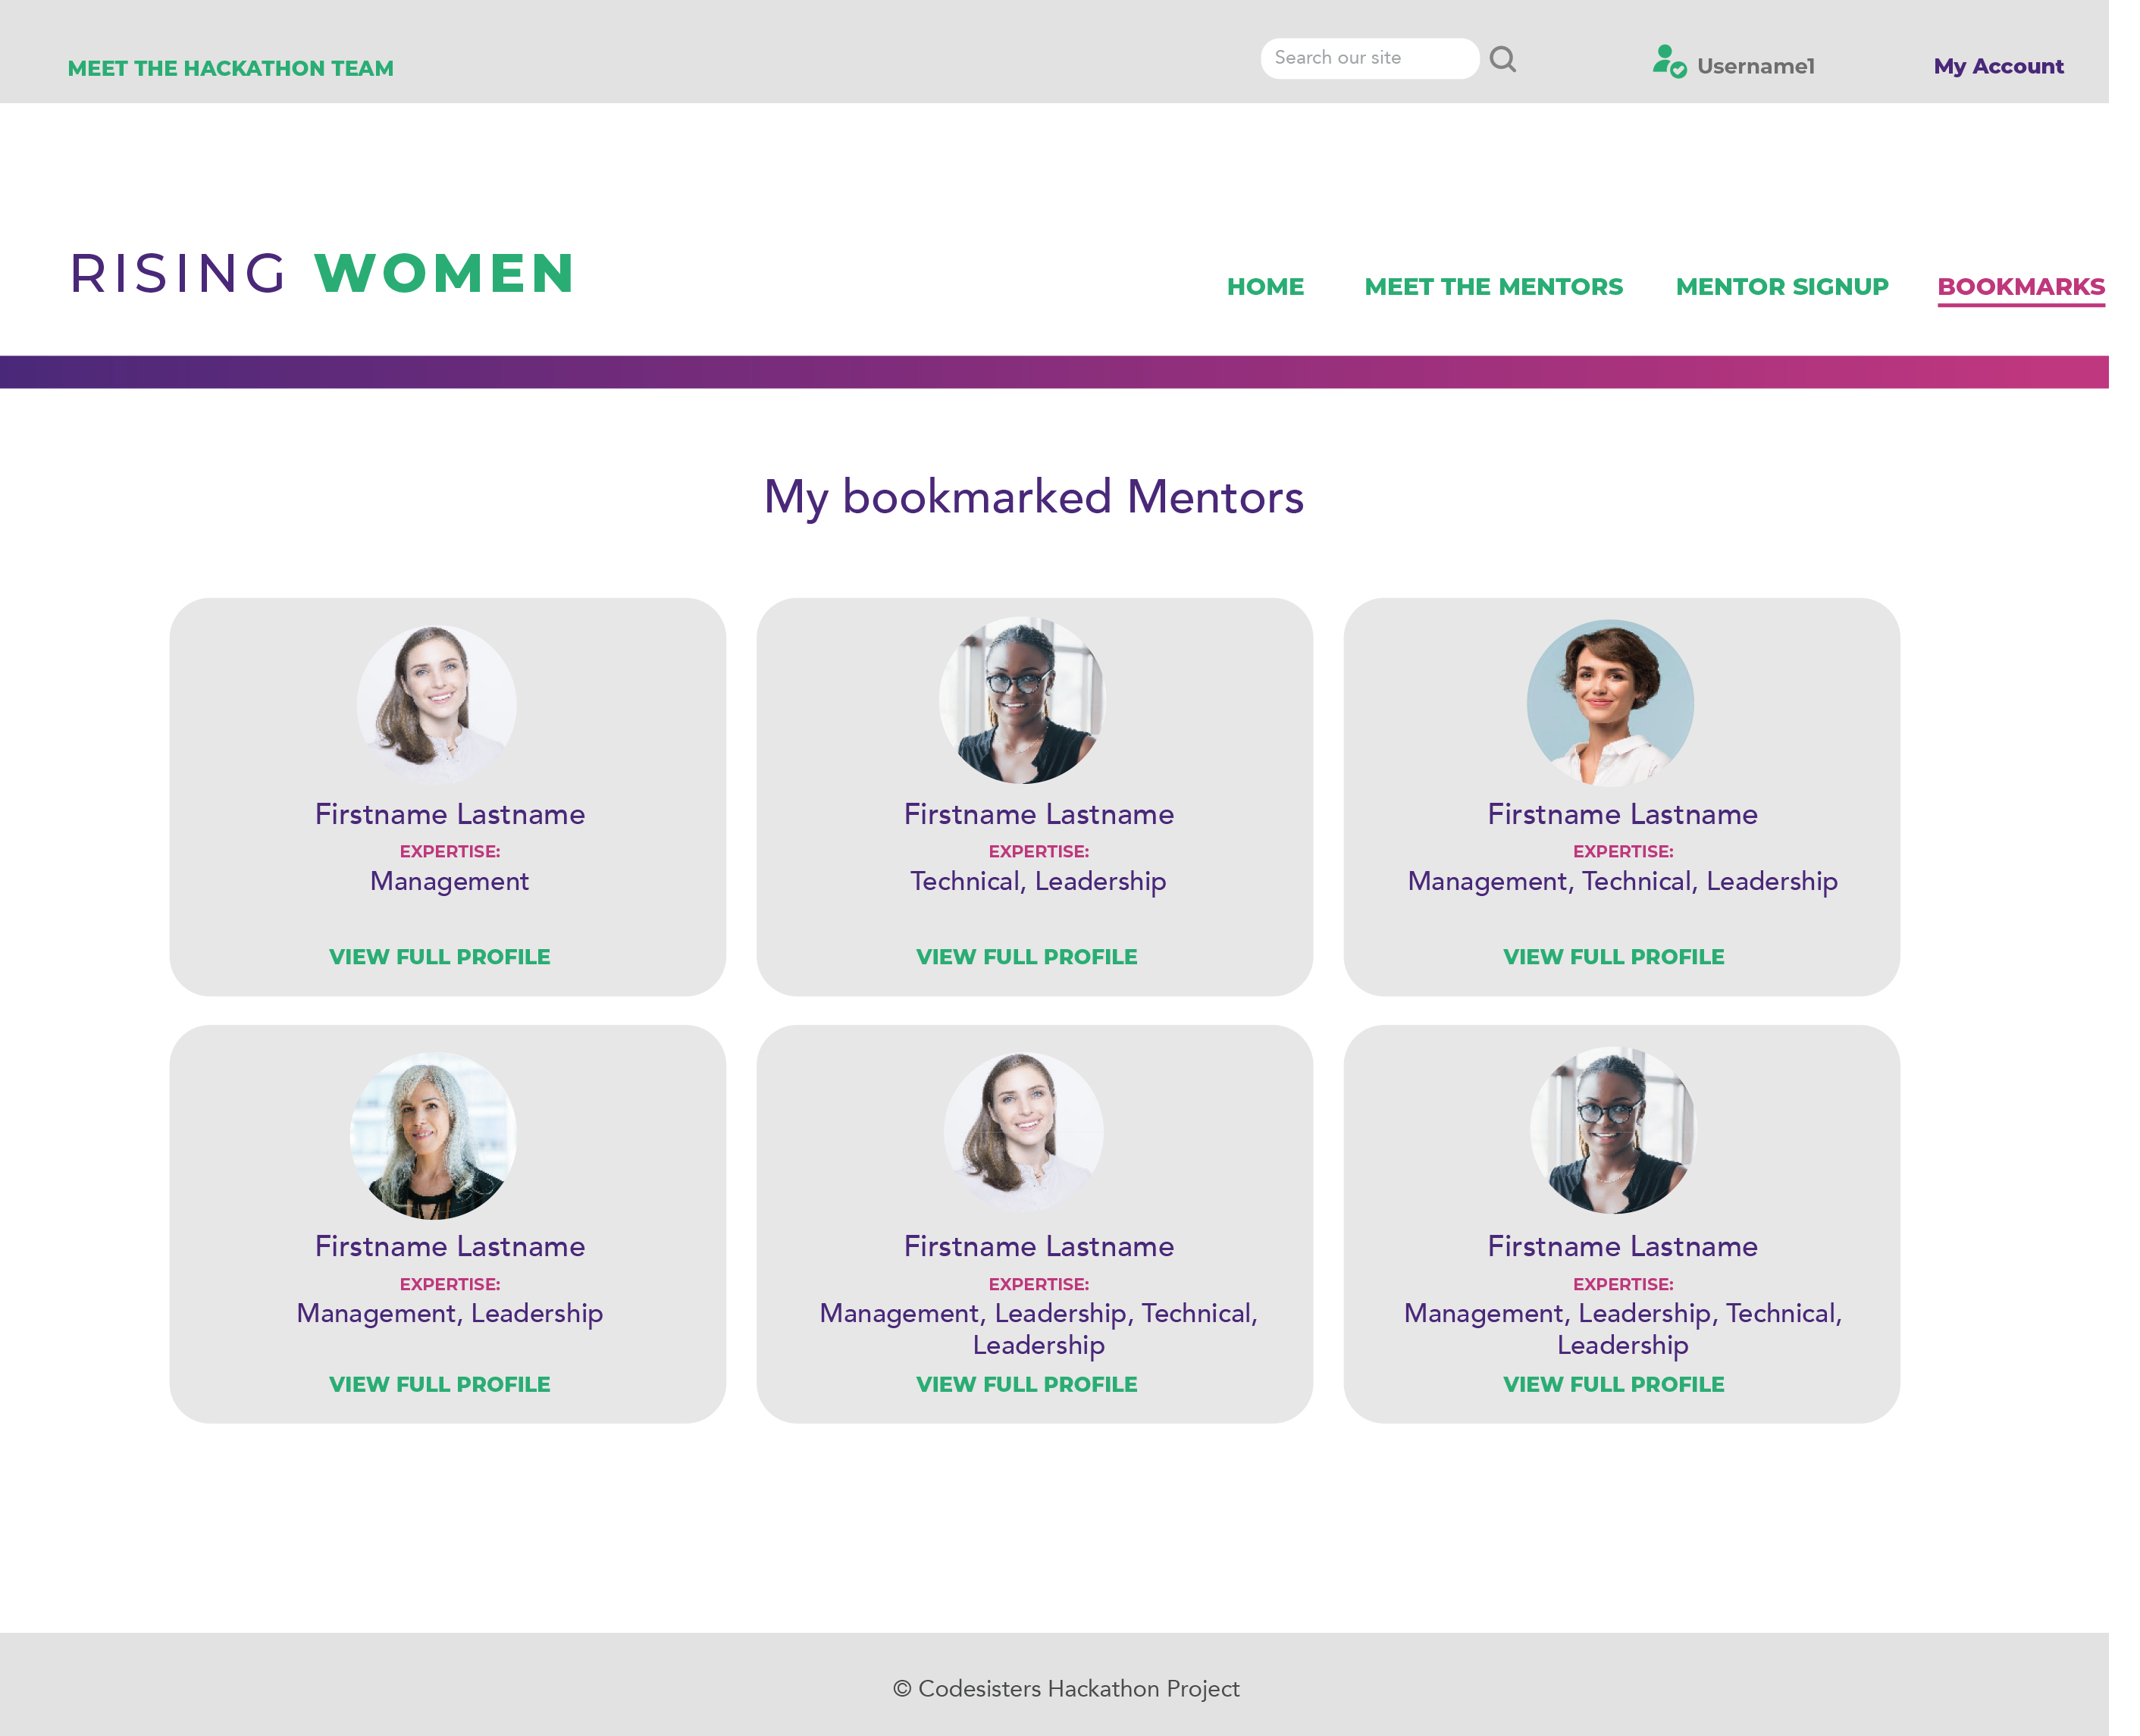 MEET THE HACKATHON TEAM
Search our site
Username1
My Account
RISING WOMEN
HOME
MEET THE MENTORS
MENTOR SIGNUP
BOOKMARKS
My bookmarked Mentors
Firstname Lastname
EXPERTISE:
Management
VIEW FULL PROFILE
Firstname Lastname
EXPERTISE:
Technical, Leadership
VIEW FULL PROFILE
Firstname Lastname
EXPERTISE:
Management, Technical, Leadership
VIEW FULL PROFILE
Firstname Lastname
EXPERTISE:
Management, Leadership
VIEW FULL PROFILE
Firstname Lastname
EXPERTISE:
Management, Leadership, Technical,
Leadership
VIEW FULL PROFILE
Firstname Lastname
EXPERTISE:
Management, Leadership, Technical,
Leadership
VIEW FULL PROFILE
© Codesisters Hackathon Project